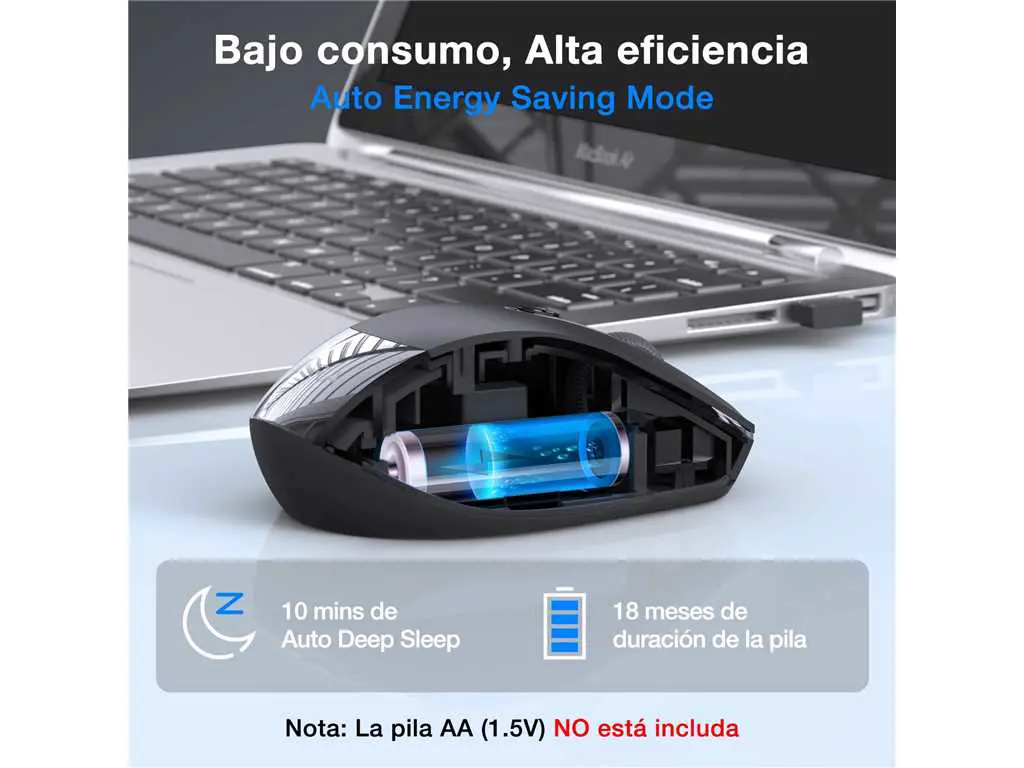 Bajo consumo, Alta eficiencia
Auto Energy Saving Mode
10 mins de
Auto Deep Sleep
18 meses de
duración de la pila
Nota: La pila AA (1.5V) NO está includa